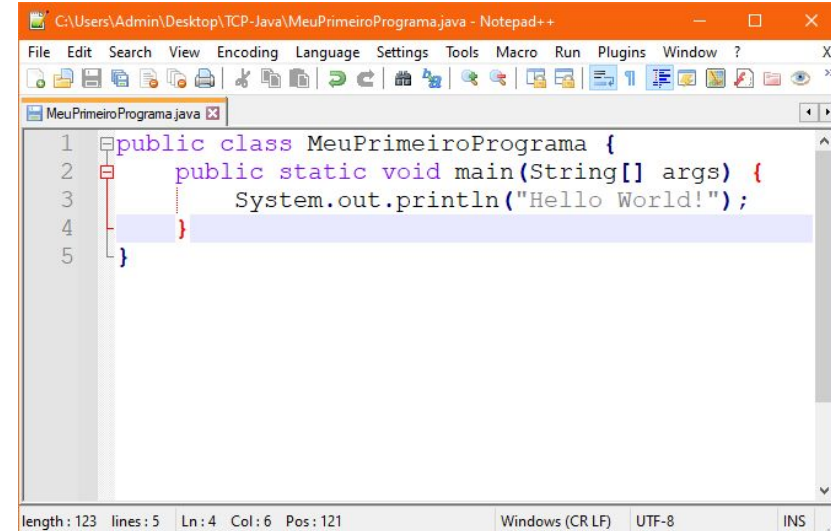 C:\Users\Admin\Desktop\TCP-Java\MeuPrimeiroPrograma.java - Notepad++
File Edit Search View Encoding Language Settings Tools Macro Run Plugins Window ? X
MeuPrimeiroPrograma.java
1 public class MeuPrimeiroPrograma {
2 public static void main(String[] args) {
3 System.out.println("Hello World!");
4 }
5 }
length : 123 lines : 5 Ln : 4 Col : 6 Pos : 121 Windows (CR LF) UTF-8 INS